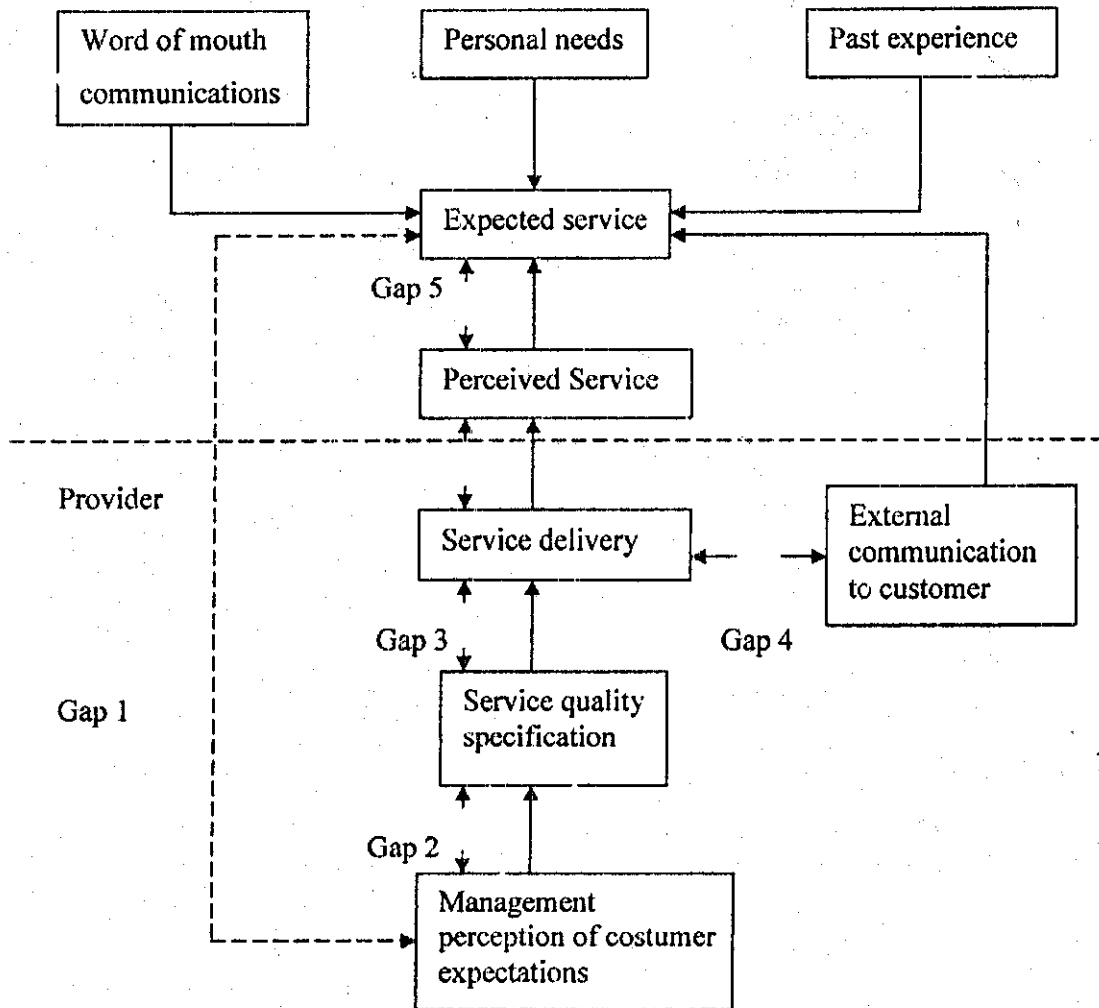 Word of mouth
communications
Personal needs
Past experience
Expected service
Gap 5
Perceived Service
Provider
Service delivery
External
communication
to customer
Gap 3
Gap 4
Gap 1
Service quality
specification
Gap 2
Management
perception of costumer
expectations